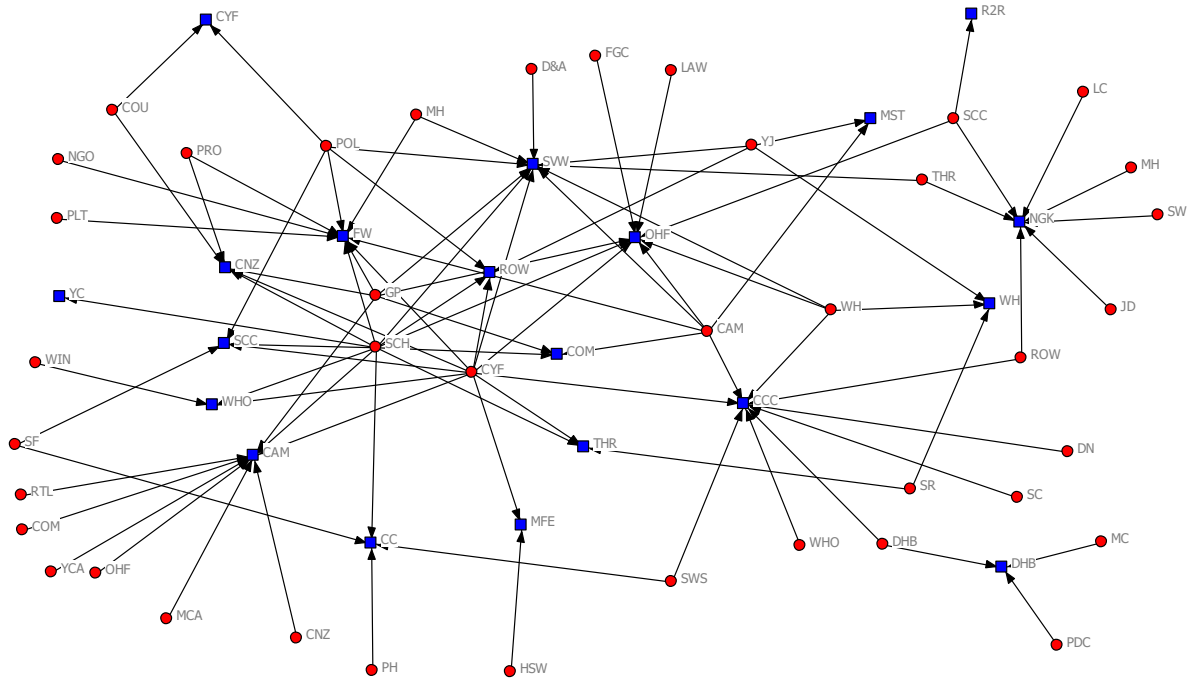 CYF
R2R
FGC
D&A
LAW
LC
COU
MH
MST
SCC
NGO
PRO
POL
SVW
YJ
MH
THR
PLT
FW
OHF
NGK
SW
CNZ
ROW
YC
GP
WH
WH
JD
SCC
SCH
CAM
COM
ROW
WIN
CYF
WHO
CCC
SF
CAM
THR
DN
RTL
SR
SC
COM
MFE
CC
WHO
DHB
MC
YCA
OHF
SWS
DHB
MCA
CNZ
PDC
PH
HSW